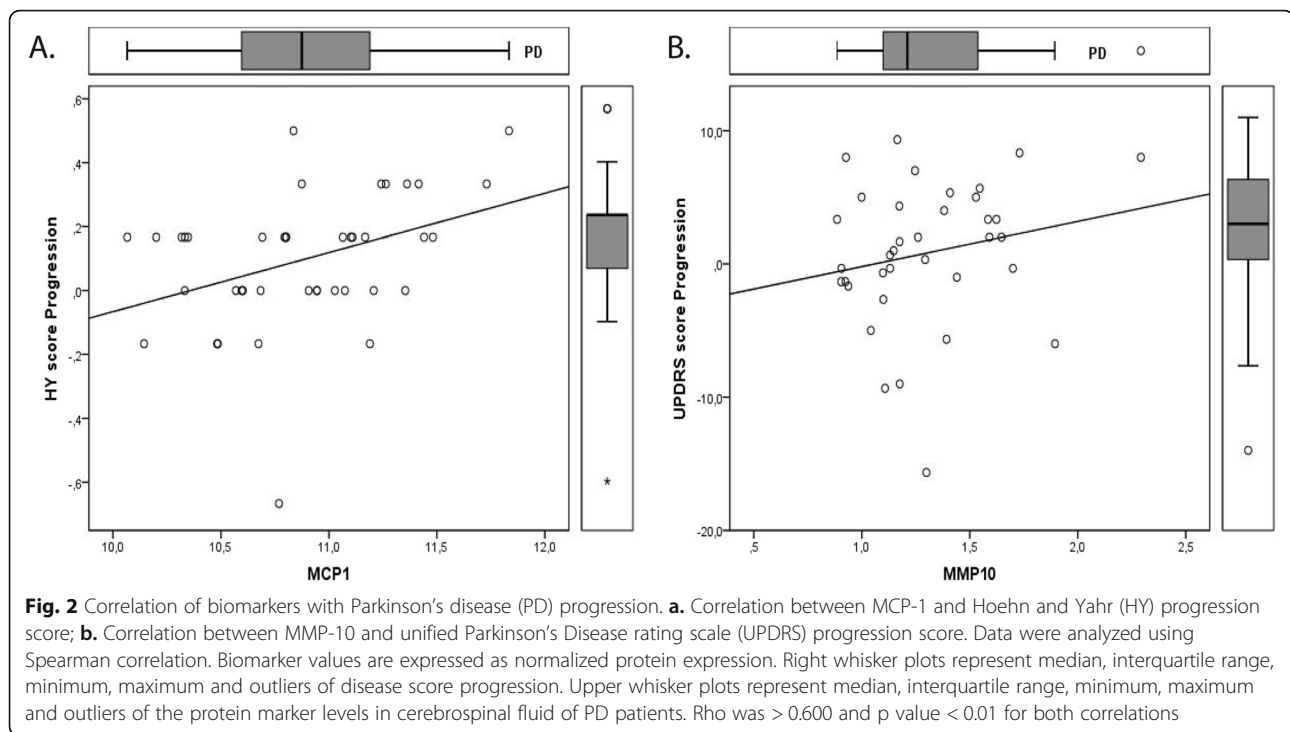 A.
PD
,6
,4
,2
,0
-,2
-,4
-,6
HY score Progression
10,0 10,5 11,0 11,5 12,0
MCP1
*
B.
PD
10,0
,0
-10,0
-20,0
UPDRS score Progression
,5 1,0 1,5 2,0 2,5
MMP10
Fig. 2 Correlation of biomarkers with Parkinson’s disease (PD) progression. a. Correlation between MCP-1 and Hoehn and Yahr (HY) progression
score; b. Correlation between MMP-10 and unified Parkinson’s Disease rating scale (UPDRS) progression score. Data were analyzed using
Spearman correlation. Biomarker values are expressed as normalized protein expression. Right whisker plots represent median, interquartile range,
minimum, maximum and outliers of disease score progression. Upper whisker plots represent median, interquartile range, minimum, maximum
and outliers of the protein marker levels in cerebrospinal fluid of PD patients. Rho was > 0.600 and p value < 0.01 for both correlations